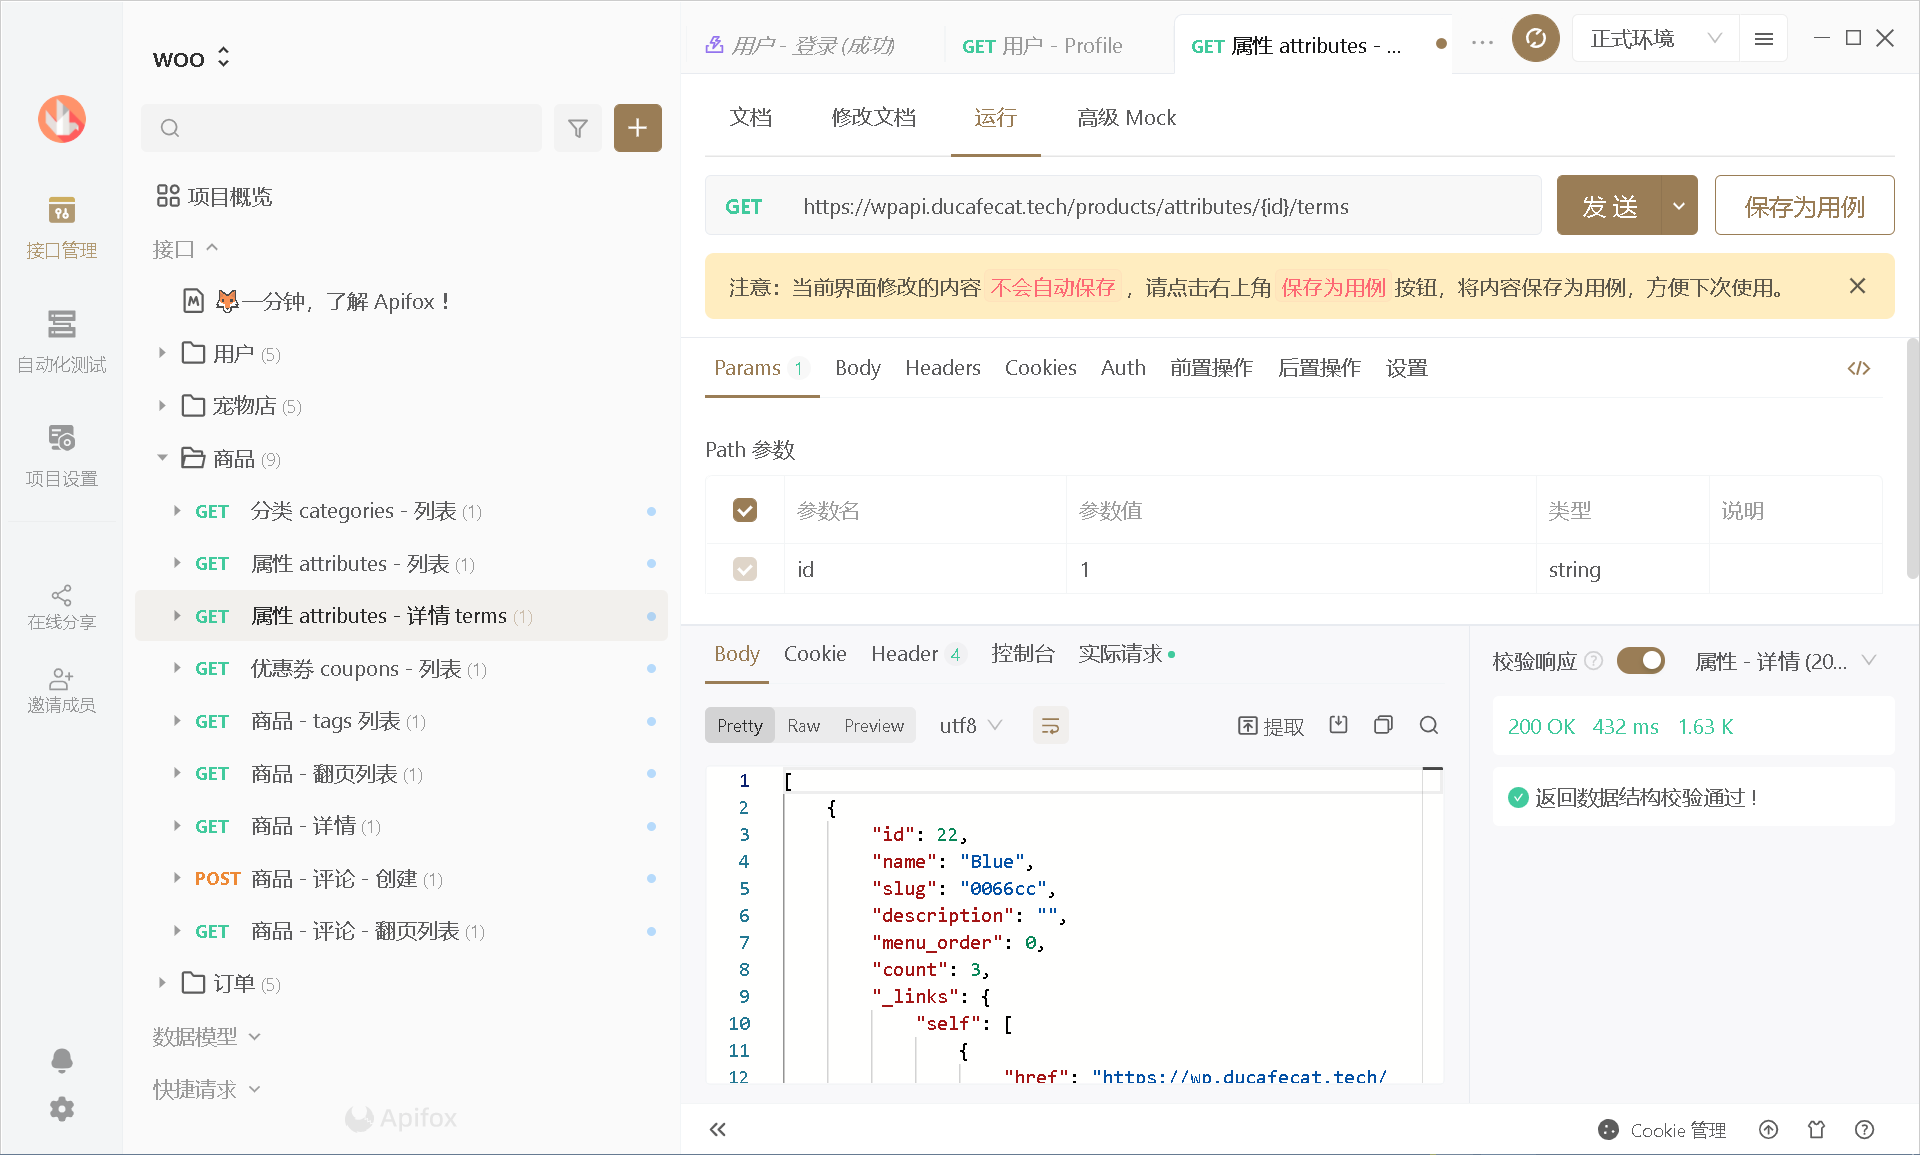 WOO
用户 - 登录 (成功)
GET 用户 - Profile
GET 属性 attributes - ...
正式环境
文档
修改文档
运行
高级 Mock
GET
https://wpapi.ducafecat.tech/products/attributes/{id}/terms
发 送
保存为用例
注意：当前界面修改的内容 不会自动保存 ，请点击右上角 保存为用例 按钮，将内容保存为用例，方便下次使用。
接口管理
自动化测试
项目设置
在线分享
邀请成员
项目概览
接口
一分钟，了解 Apifox！
用户 (5)
宠物店 (5)
商品 (9)
GET 分类 categories - 列表 (1)
GET 属性 attributes - 列表 (1)
GET 属性 attributes - 详情 terms (1)
GET 优惠券 coupons - 列表 (1)
GET 商品 - tags 列表 (1)
GET 商品 - 翻页列表 (1)
GET 商品 - 详情 (1)
POST 商品 - 评论 - 创建 (1)
GET 商品 - 评论 - 翻页列表 (1)
订单 (5)
数据模型
快捷请求
Apifox
Params 1
Body
Headers
Cookies
Auth
前置操作
后置操作
设置
Path 参数
参数名 参数值 类型 说明
id 1 string
Body
Cookie
Header 4
控制台
实际请求
Pretty
Raw
Preview
utf8
提取
1 [
2 {
3 "id": 22,
4 "name": "Blue",
5 "slug": "0066cc",
6 "description": "",
7 "menu_order": 0,
8 "count": 3,
9 "_links": {
10 "self": [
11 {
12 "href": "https://wp.ducafecat.tech/
校验响应
属性 - 详情 (20...
200 OK 432 ms 1.63 K
返回数据结构校验通过！
Cookie 管理